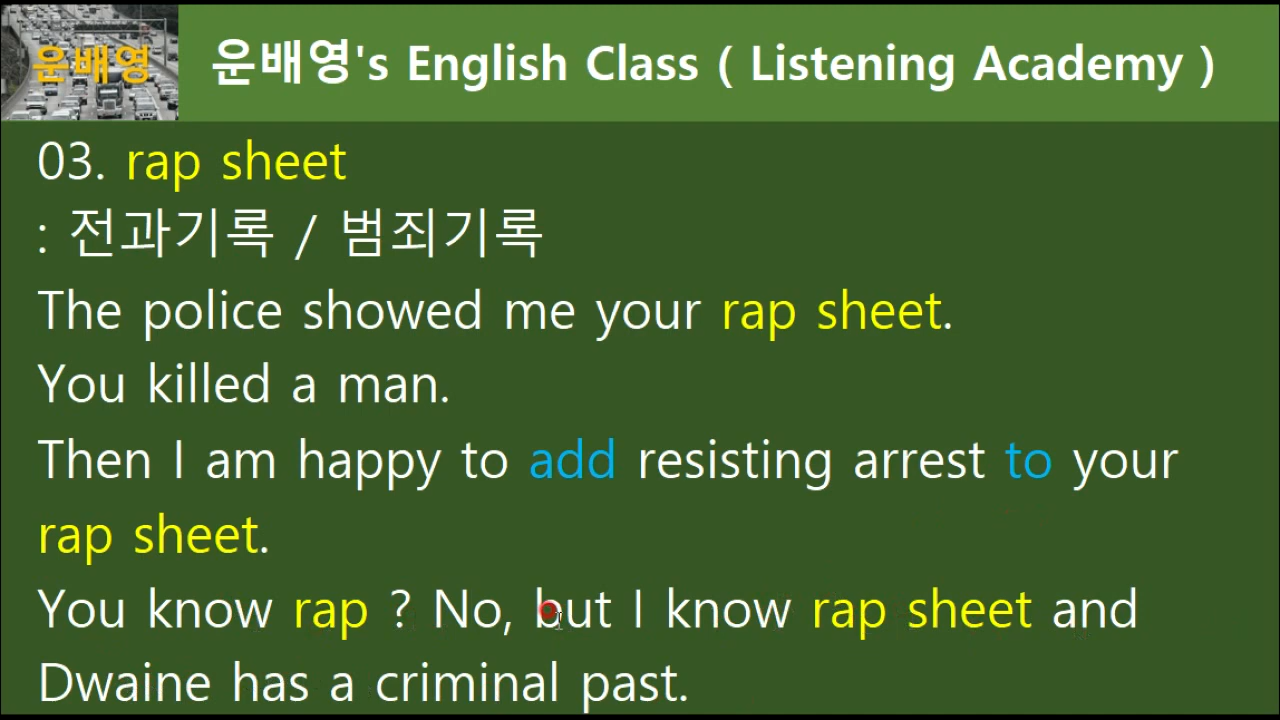 운배영
운배영's English Class ( Listening Academy )
03. rap sheet
: 전과기록 / 범죄기록
The police showed me your rap sheet.
You killed a man.
Then I am happy to add resisting arrest to your
rap sheet.
You know rap ? No, but I know rap sheet and
Dwaine has a criminal past.